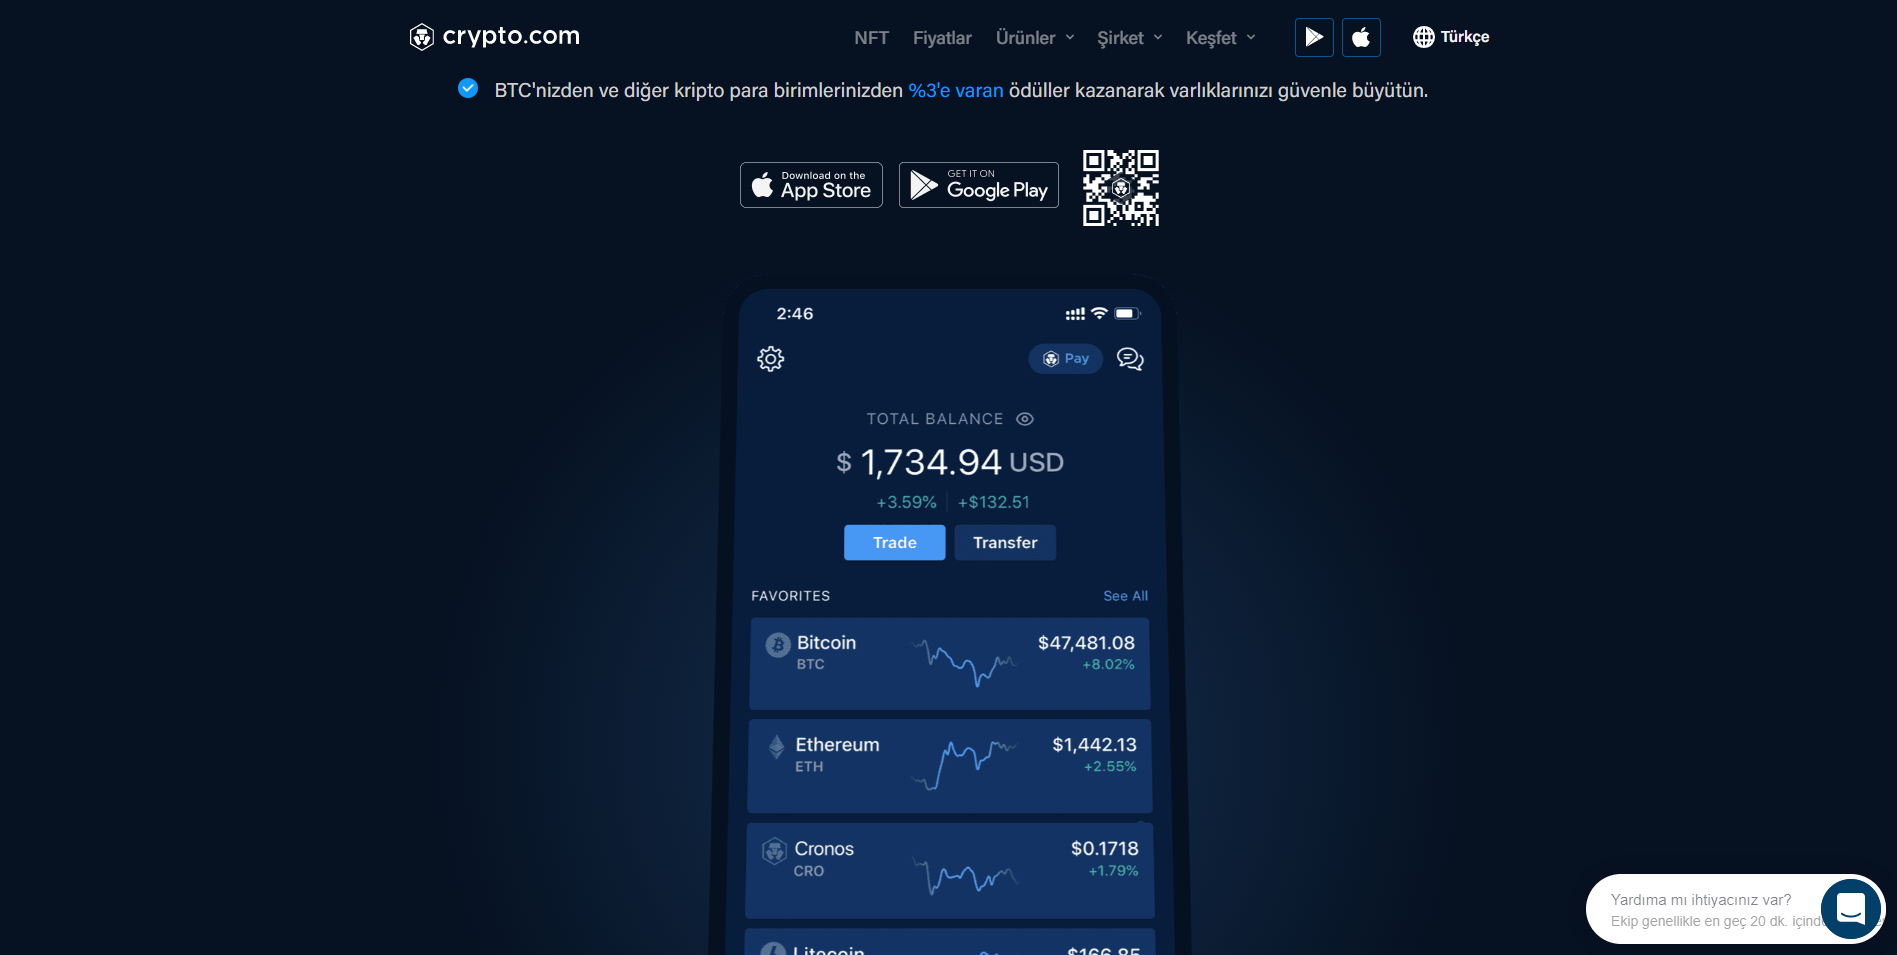 crypto.com
NFT Fiyatlar Ürünler Şirket Keşfet Türkçe
BTC'nizden ve diğer kripto para birimlerinizden %3'e varan ödüller kazanarak varlıklarınızı güvenle büyütün.
Download on the
App Store
GET IT ON
Google Play
2:46
Pay
TOTAL BALANCE
$ 1,734.94 USD
+3.59% +$132.51
Trade Transfer
FAVORITES See All
Bitcoin $47,481.08
BTC +8.02%
Ethereum $1,442.13
ETH +2.55%
Cronos $0.1718
CRO +1.79%
Litecoin $166.85
Yardıma mı ihtiyacınız var?
Ekip genellikle en geç 20 dk.